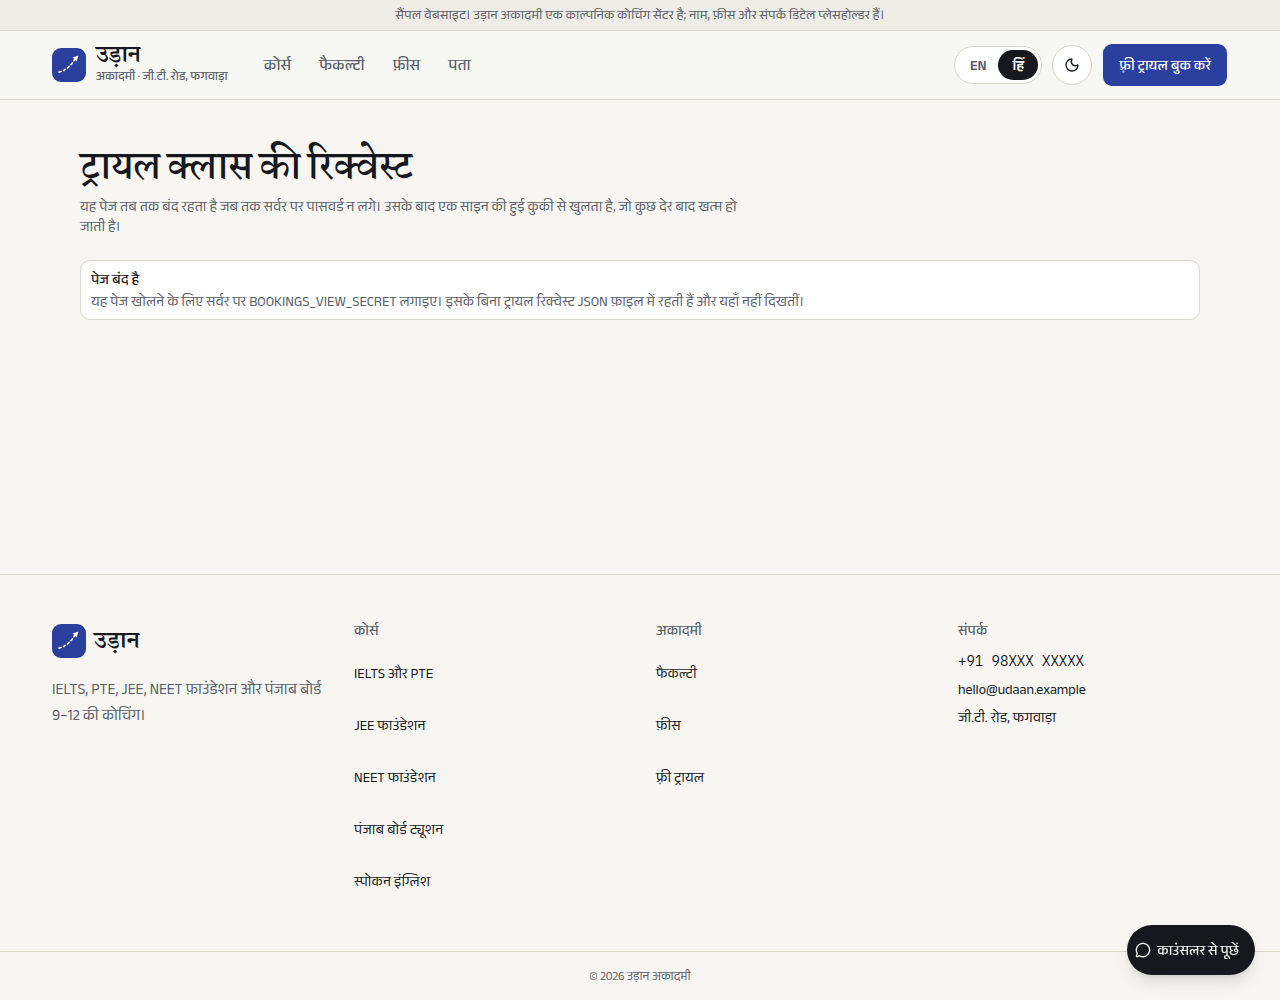 सैंपल वेबसाइट। उड़ान अकादमी एक काल्पनिक कोचिंग सेंटर है; नाम, फ़ीस और संपर्क डिटेल प्लेसहोल्डर हैं।
उड़ान
अकादमी · जी.टी. रोड, फगवाड़ा
कोर्स
फैकल्टी
फ़ीस
पता
EN
हिं
फ़्री ट्रायल बुक करें
ट्रायल क्लास की रिक्वेस्ट
यह पेज तब तक बंद रहता है जब तक सर्वर पर पासवर्ड न लगे। उसके बाद एक साइन की हुई कुकी से खुलता है, जो कुछ देर बाद खत्म हो
जाती है।
पेज बंद है
यह पेज खोलने के लिए सर्वर पर BOOKINGS_VIEW_SECRET लगाइए। इसके बिना ट्रायल रिक्वेस्ट JSON फ़ाइल में रहती हैं और यहाँ नहीं दिखतीं।
उड़ान
IELTS, PTE, JEE, NEET फ़ाउंडेशन और पंजाब बोर्ड
9–12 की कोचिंग।
कोर्स
IELTS और PTE
JEE फाउंडेशन
NEET फाउंडेशन
पंजाब बोर्ड ट्यूशन
स्पोकन इंग्लिश
अकादमी
फैकल्टी
फ़ीस
फ़्री ट्रायल
संपर्क
+91 98XXX XXXXX
hello@udaan.example
जी.टी. रोड, फगवाड़ा
काउंसलर से पूछें
© 2026 उड़ान अकादमी